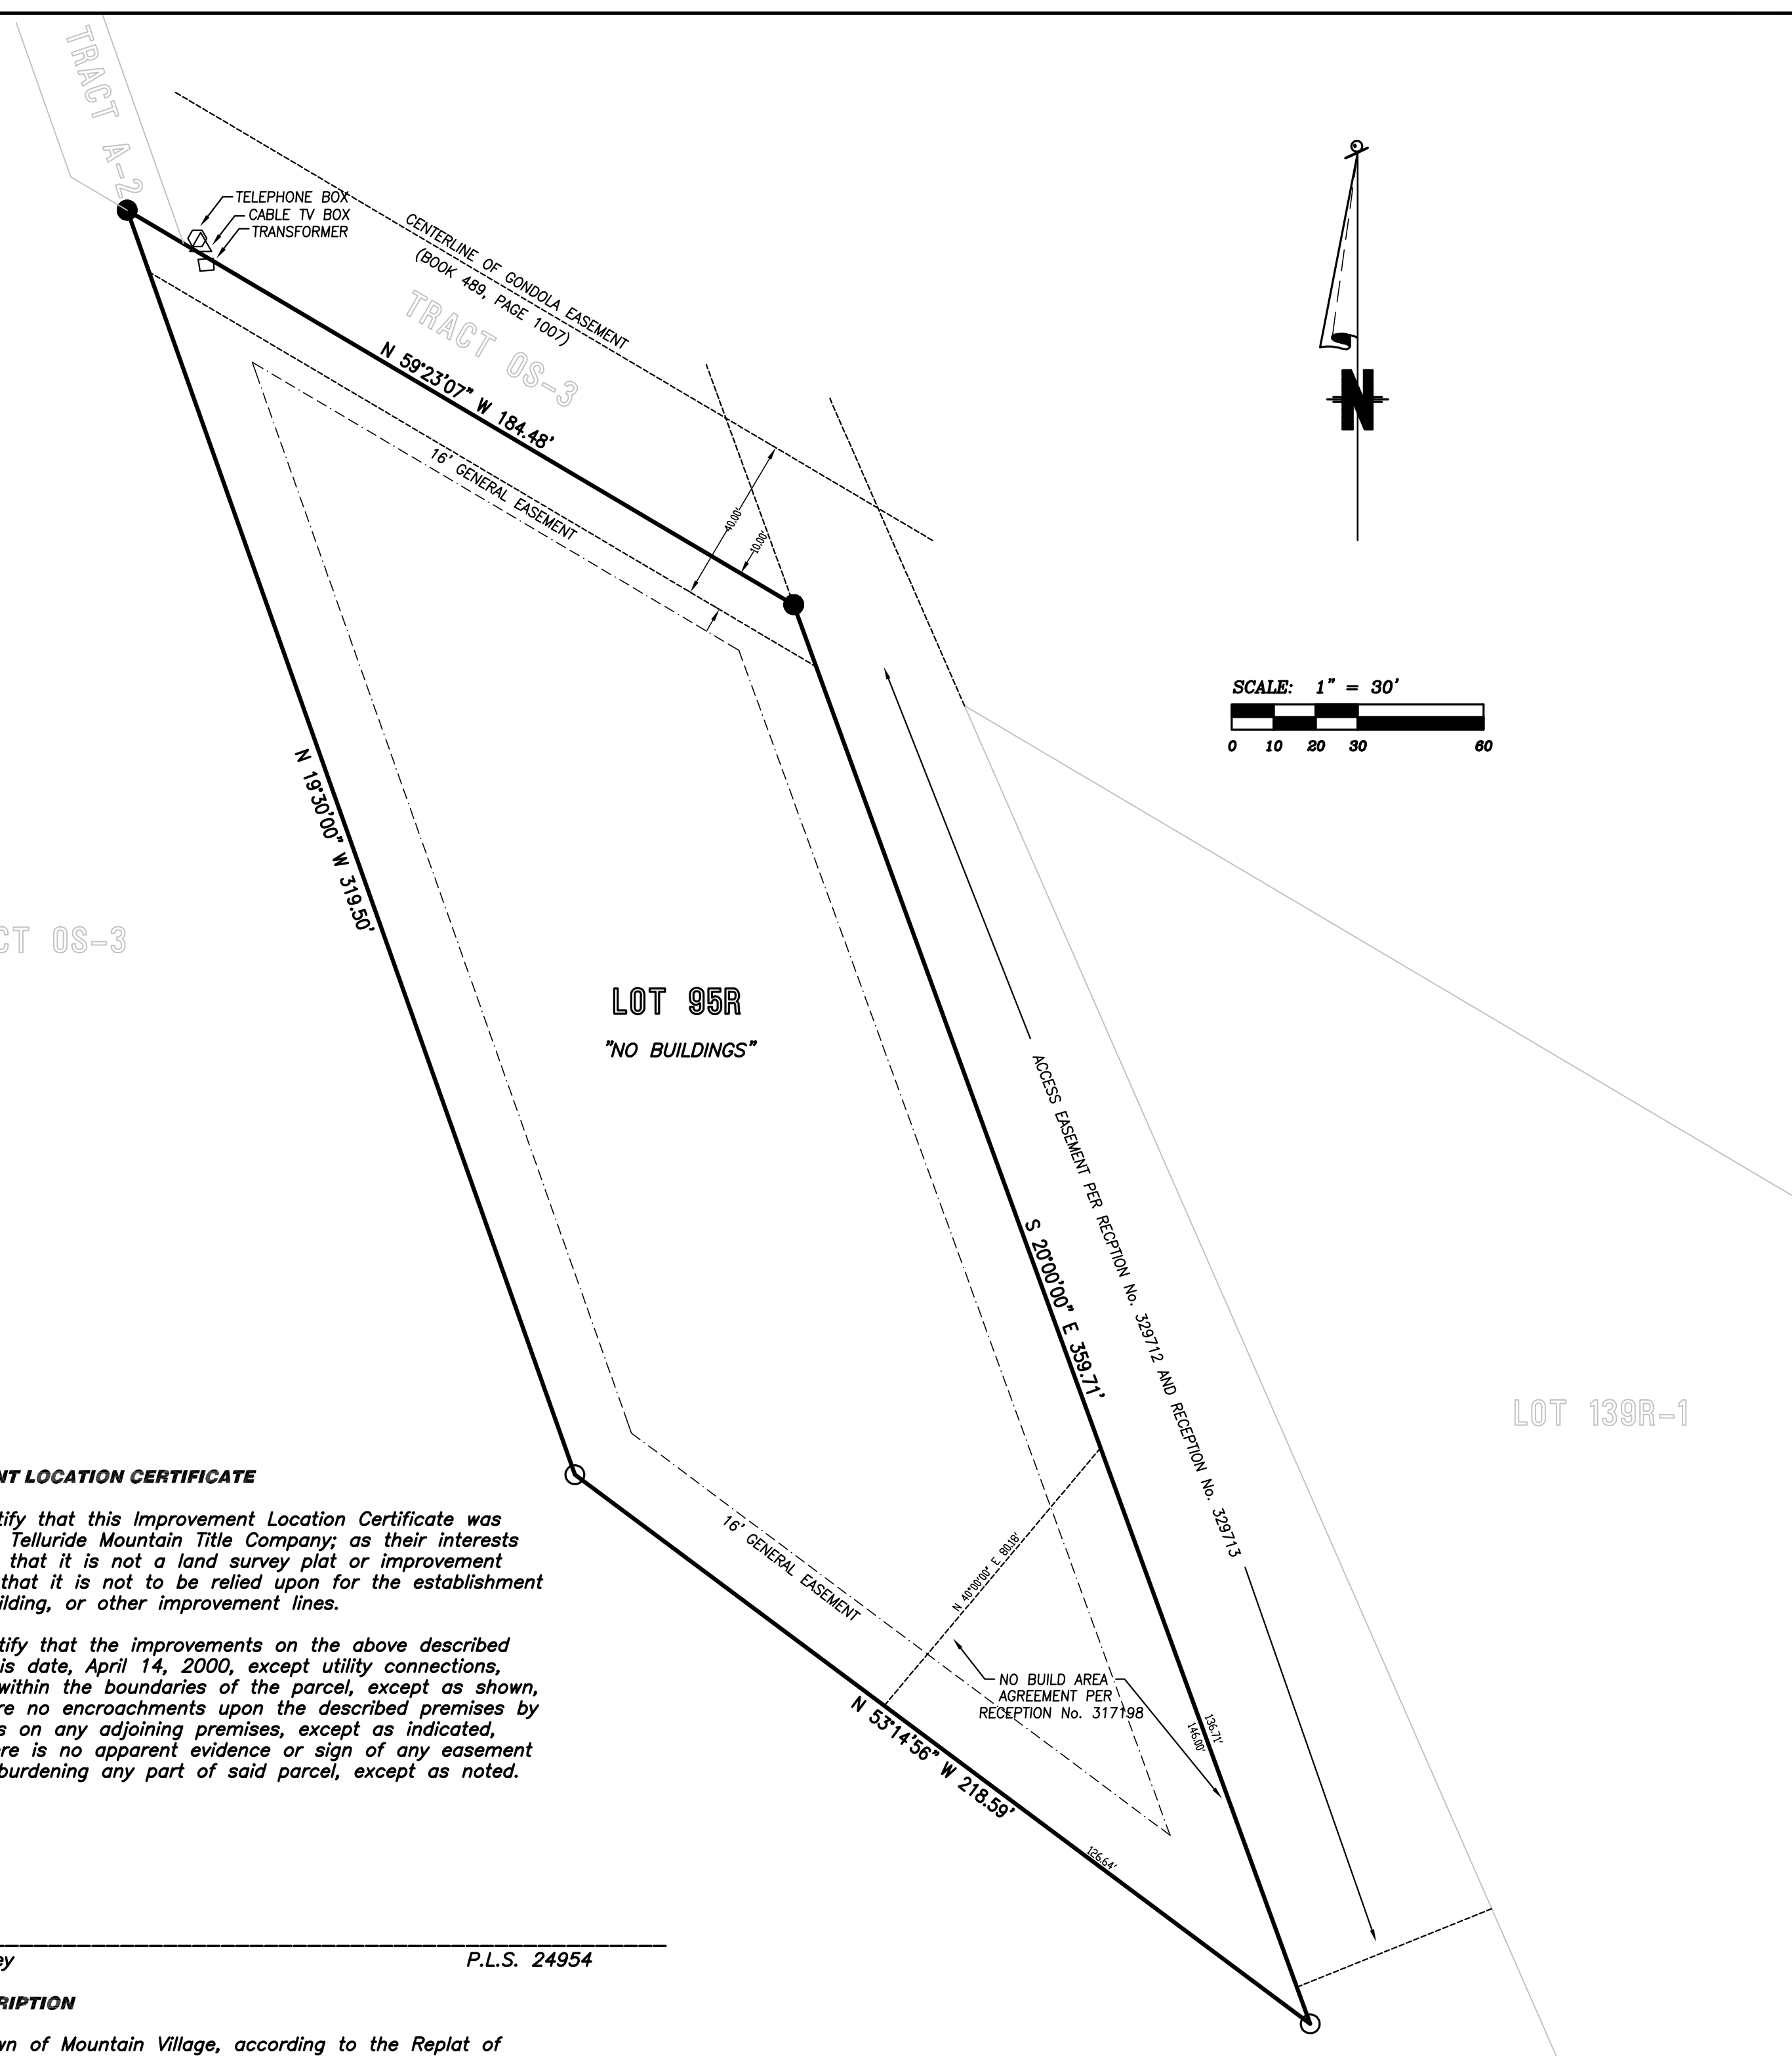 TRACT A-2
TELEPHONE BOX
CABLE TV BOX
TRANSFORMER
CENTERLINE OF GONDOLA EASEMENT
(BOOK 489, PAGE 1007)
TRACT OS-3
N 59°23'07" W 184.48'
16' GENERAL EASEMENT
40.00'
10.00'
N
SCALE: 1" = 30'
0 10 20 30 60
N 19°30'00" W 319.50'
CT OS-3
LOT 95R
"NO BUILDINGS"
ACCESS EASEMENT PER RECPTION No. 329712 AND RECEPTION No. 329713
S 20°00'00" E 359.71'
LOT 139R-1
16' GENERAL EASEMENT
N 40°00'00" E 80.18'
NO BUILD AREA
AGREEMENT PER
RECEPTION No. 317198
136.71'
146.00'
N 53°14'56" W 218.59'
126.64'
NT LOCATION CERTIFICATE
tify that this Improvement Location Certificate was
Telluride Mountain Title Company; as their interests
that it is not a land survey plat or improvement
that it is not to be relied upon for the establishment
ilding, or other improvement lines.
tify that the improvements on the above described
is date, April 14, 2000, except utility connections,
within the boundaries of the parcel, except as shown,
re no encroachments upon the described premises by
s on any adjoining premises, except as indicated,
ere is no apparent evidence or sign of any easement
burdening any part of said parcel, except as noted.
ey P.L.S. 24954
RIPTION
wn of Mountain Village, according to the Replat of